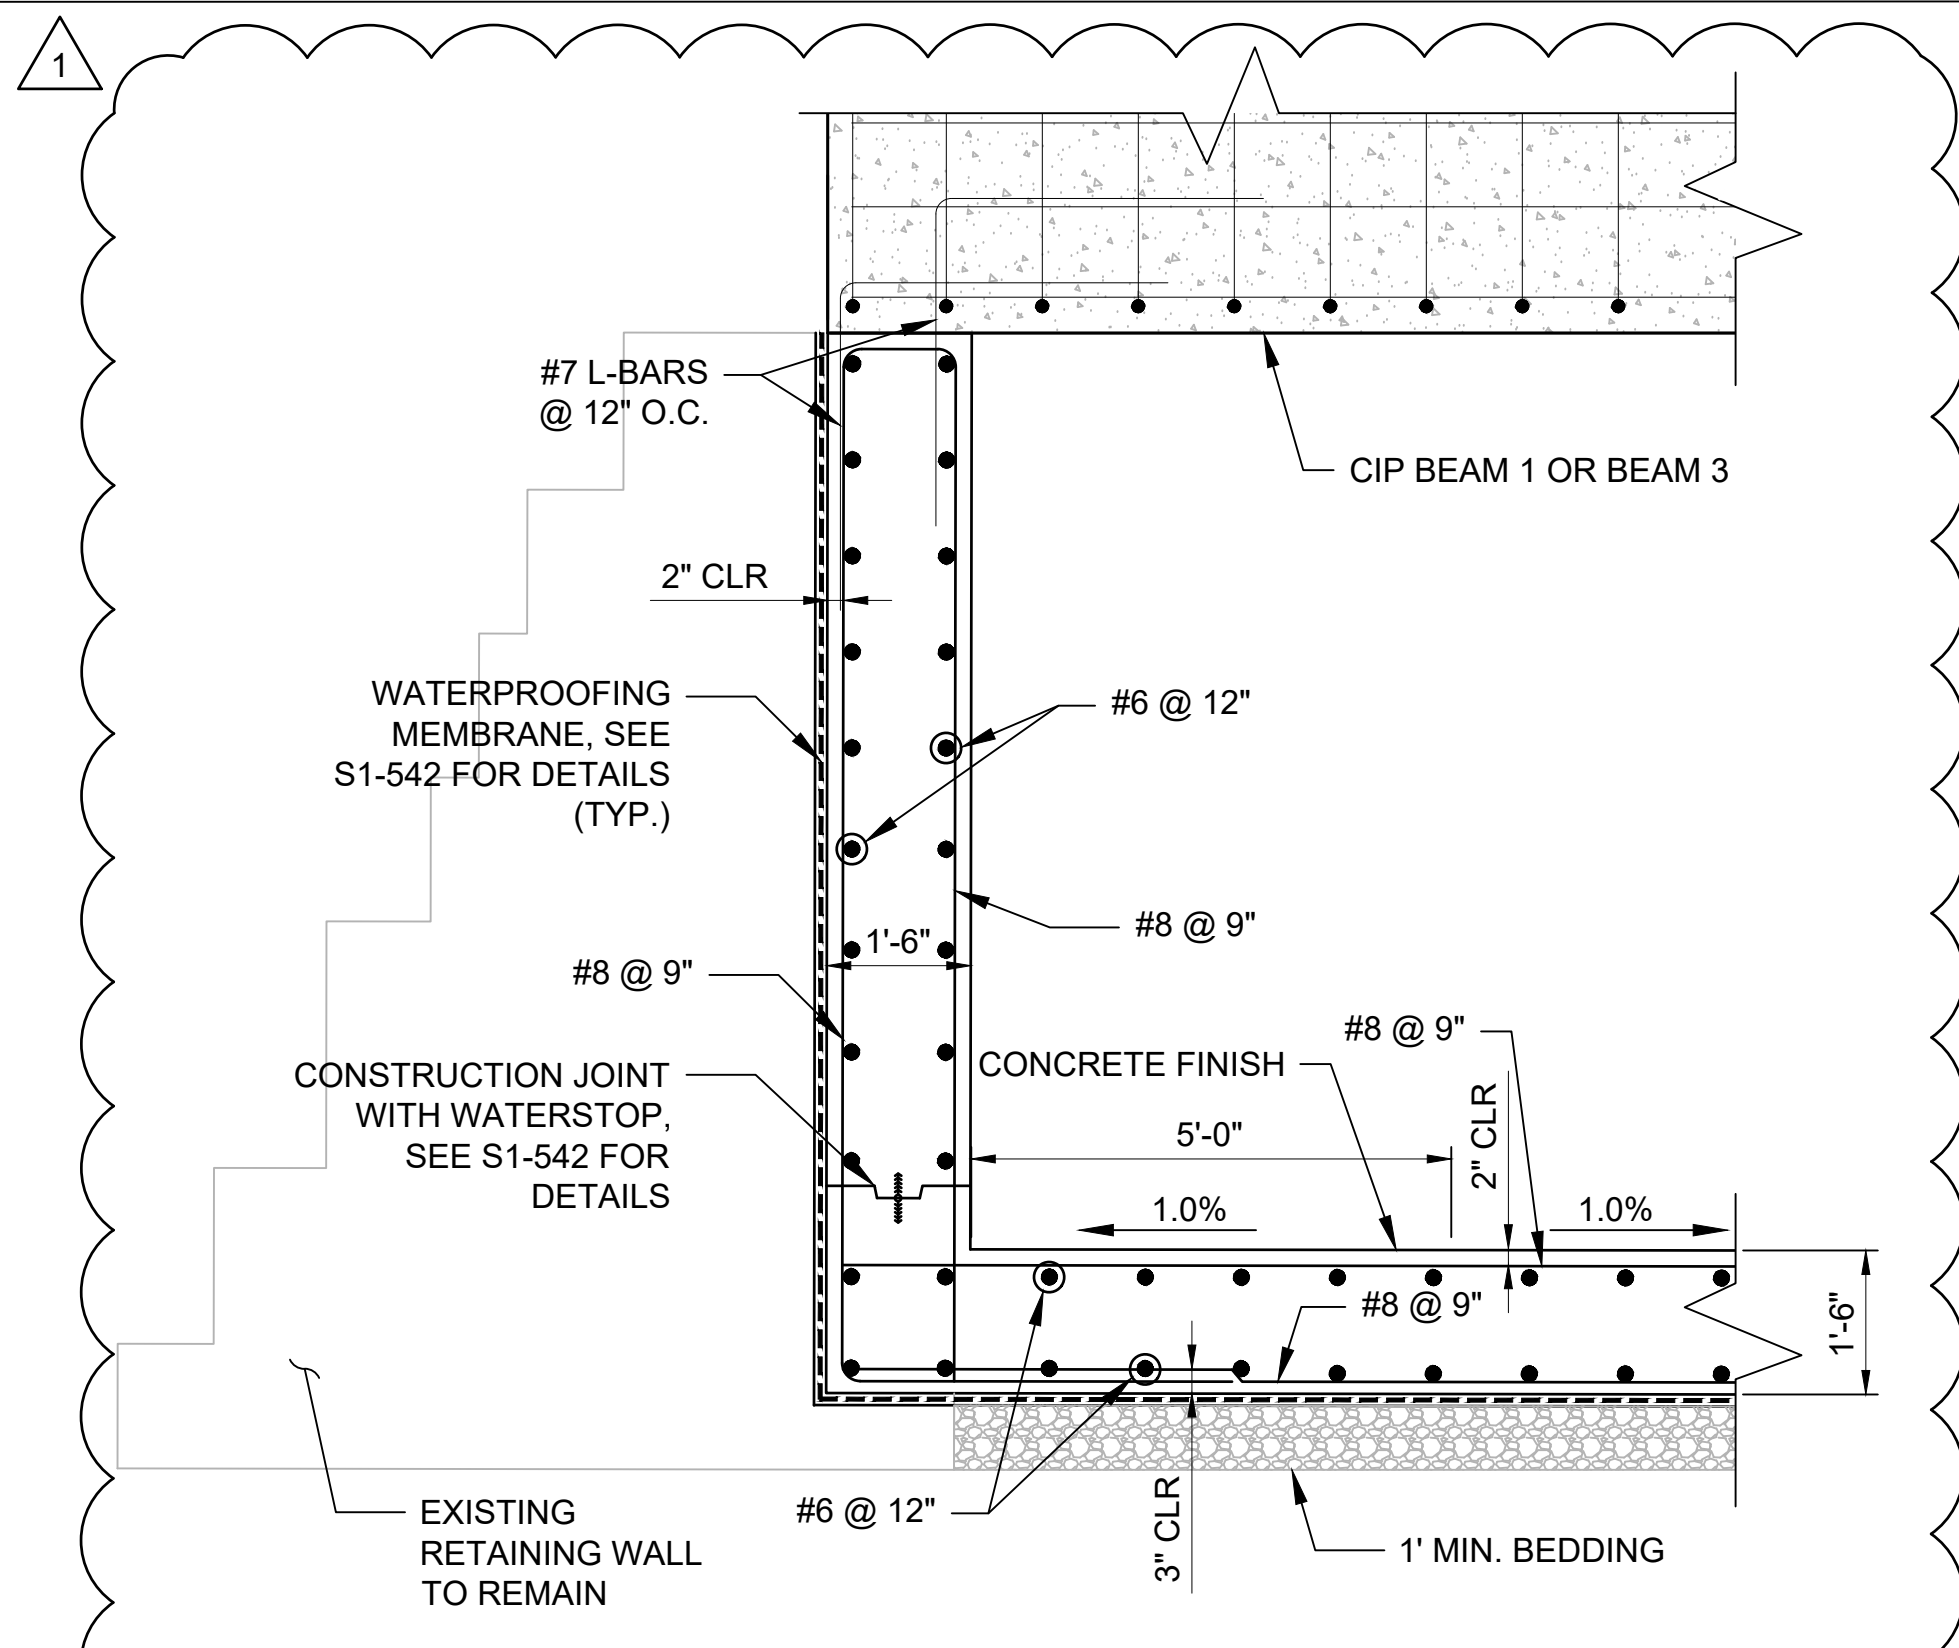 1
#7 L-BARS
@ 12" O.C.
CIP BEAM 1 OR BEAM 3
2" CLR
WATERPROOFING
MEMBRANE, SEE
S1-542 FOR DETAILS
(TYP.)
#6 @ 12"
#8 @ 9"
1'-6"
#8 @ 9"
CONSTRUCTION JOINT
WITH WATERSTOP,
SEE S1-542 FOR
DETAILS
CONCRETE FINISH
#8 @ 9"
5'-0"
2" CLR
1.0%
1.0%
#8 @ 9"
1'-6"
#6 @ 12"
3" CLR
1' MIN. BEDDING
EXISTING
RETAINING WALL
TO REMAIN